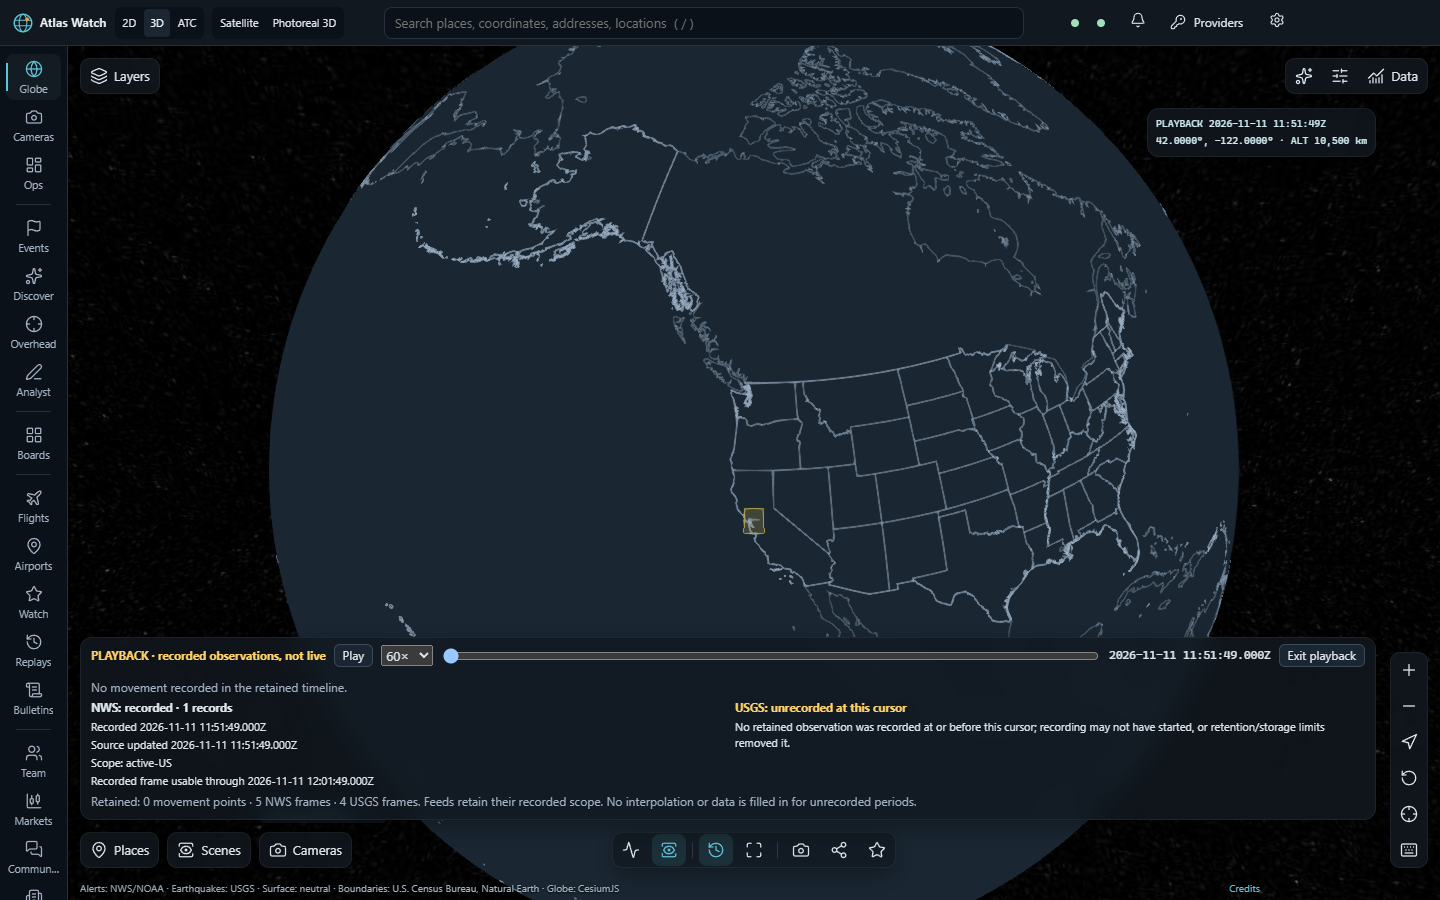 Atlas Watch
2D 3D ATC
Satellite Photoreal 3D
Search places, coordinates, addresses, locations ( / )
Providers
Globe
Cameras
Ops
Events
Discover
Overhead
Analyst
Boards
Flights
Airports
Watch
Replays
Bulletins
Team
Markets
Commun...
Layers
Data
PLAYBACK 2026-11-11 11:51:49Z
42.0000°, -122.0000° · ALT 10,500 km
PLAYBACK · recorded observations, not live Play 60× 2026-11-11 11:51:49.000Z Exit playback
No movement recorded in the retained timeline.
NWS: recorded · 1 records
Recorded 2026-11-11 11:51:49.000Z
Source updated 2026-11-11 11:51:49.000Z
Scope: active-US
Recorded frame usable through 2026-11-11 12:01:49.000Z
USGS: unrecorded at this cursor
No retained observation was recorded at or before this cursor; recording may not have started, or retention/storage limits
removed it.
Retained: 0 movement points · 5 NWS frames · 4 USGS frames. Feeds retain their recorded scope. No interpolation or data is filled in for unrecorded periods.
Places
Scenes
Cameras
Alerts: NWS/NOAA · Earthquakes: USGS · Surface: neutral · Boundaries: U.S. Census Bureau, Natural Earth · Globe: CesiumJS
Credits